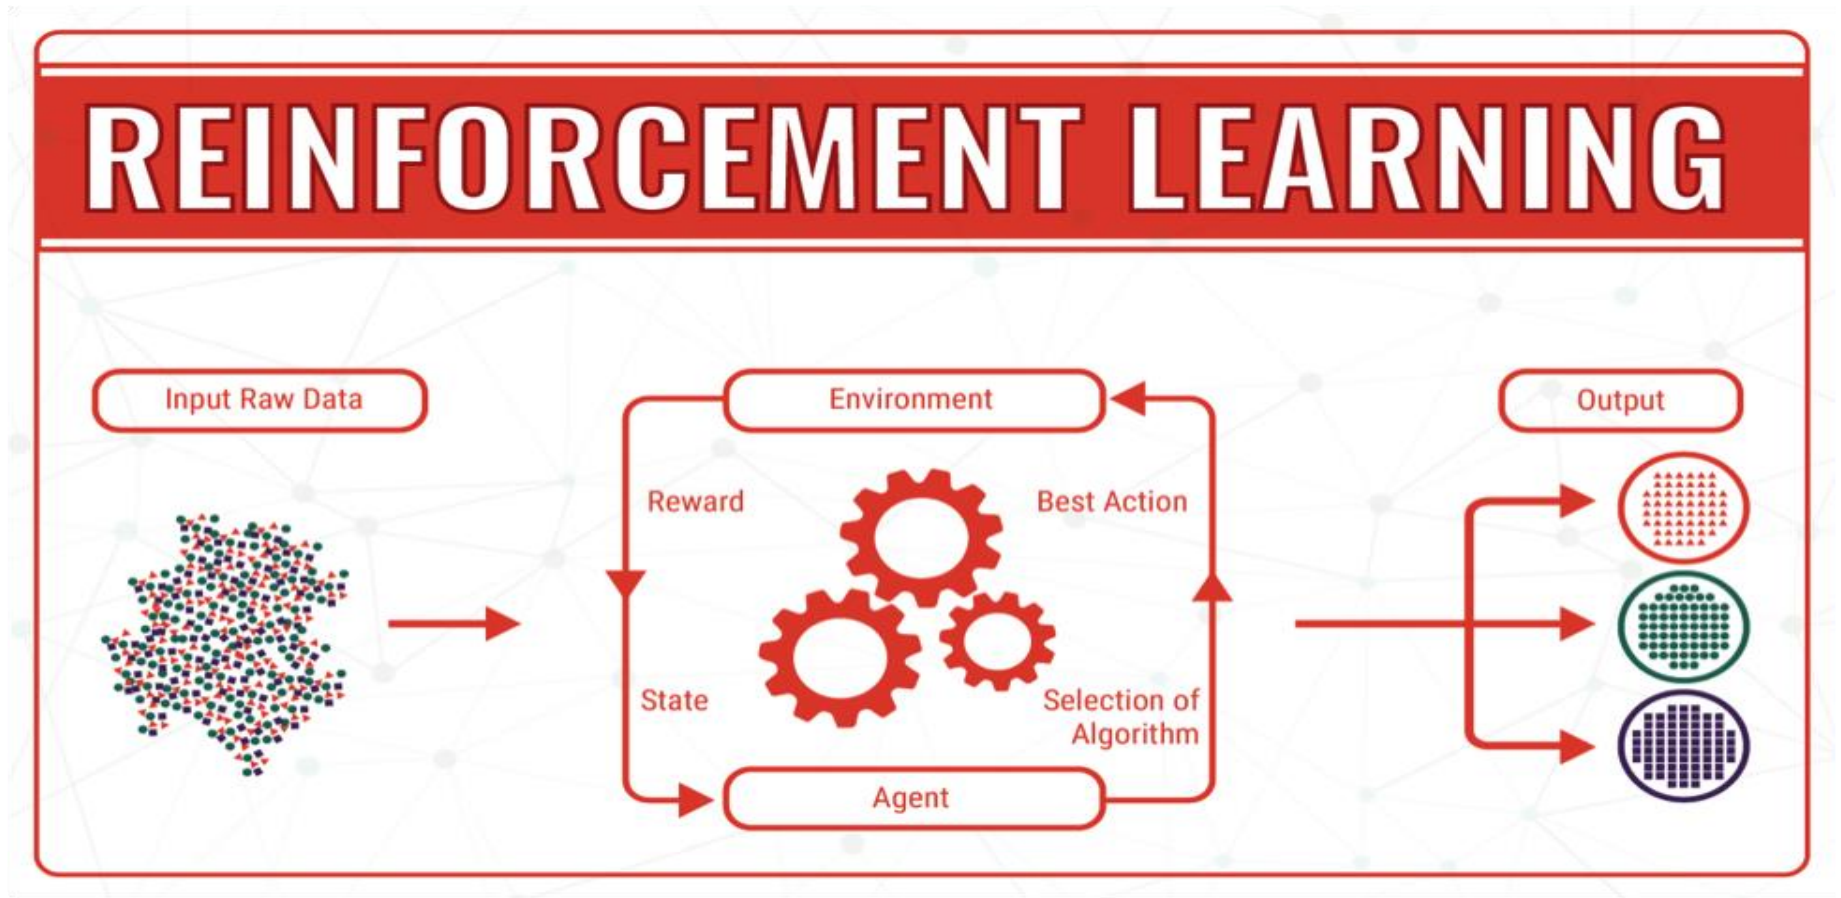 REINFORCEMENT LEARNING
Input Raw Data
Environment
Output
Reward
Best Action
State
Selection of
Algorithm
Agent